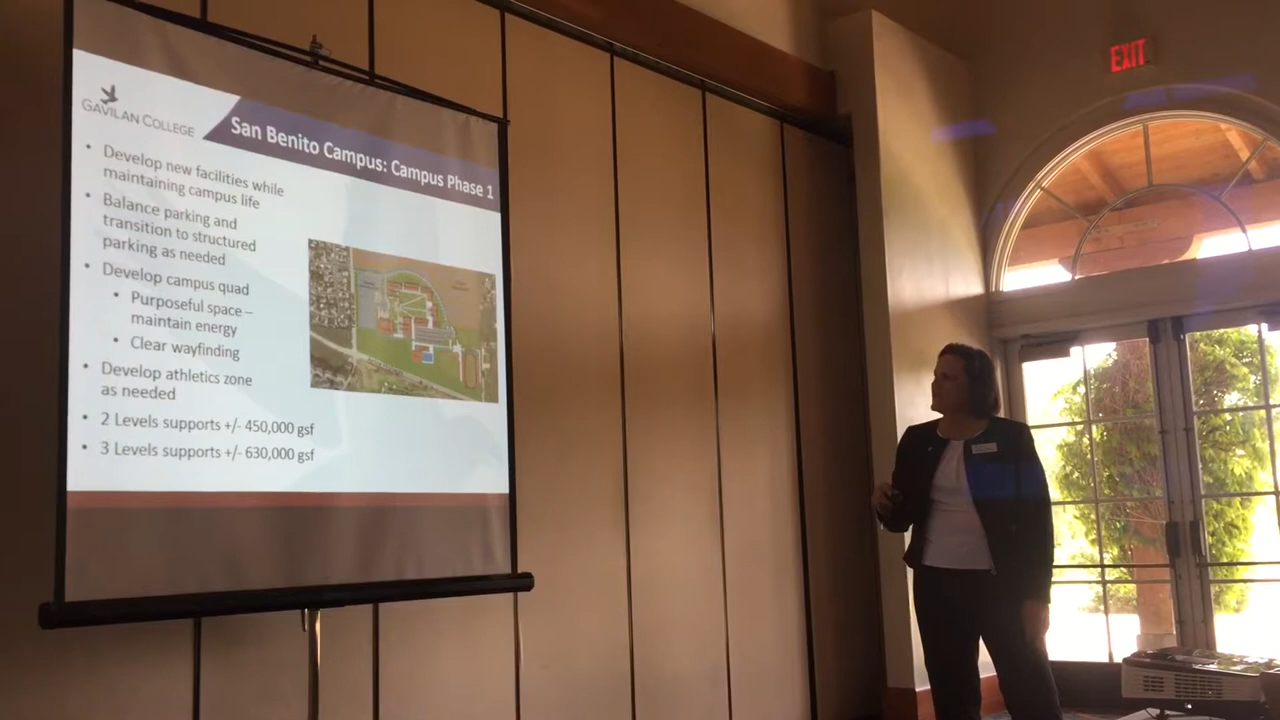 GAVILAN COLLEGE
San Benito Campus: Campus Phase 1
• Develop new facilities while
maintaining campus life
• Balance parking and
transition to structured
parking as needed
• Develop campus quad
• Purposeful space –
maintain energy
• Clear wayfinding
• Develop athletics zone
as needed
• 2 Levels supports +/- 450,000 gsf
• 3 Levels supports +/- 630,000 gsf
EXIT